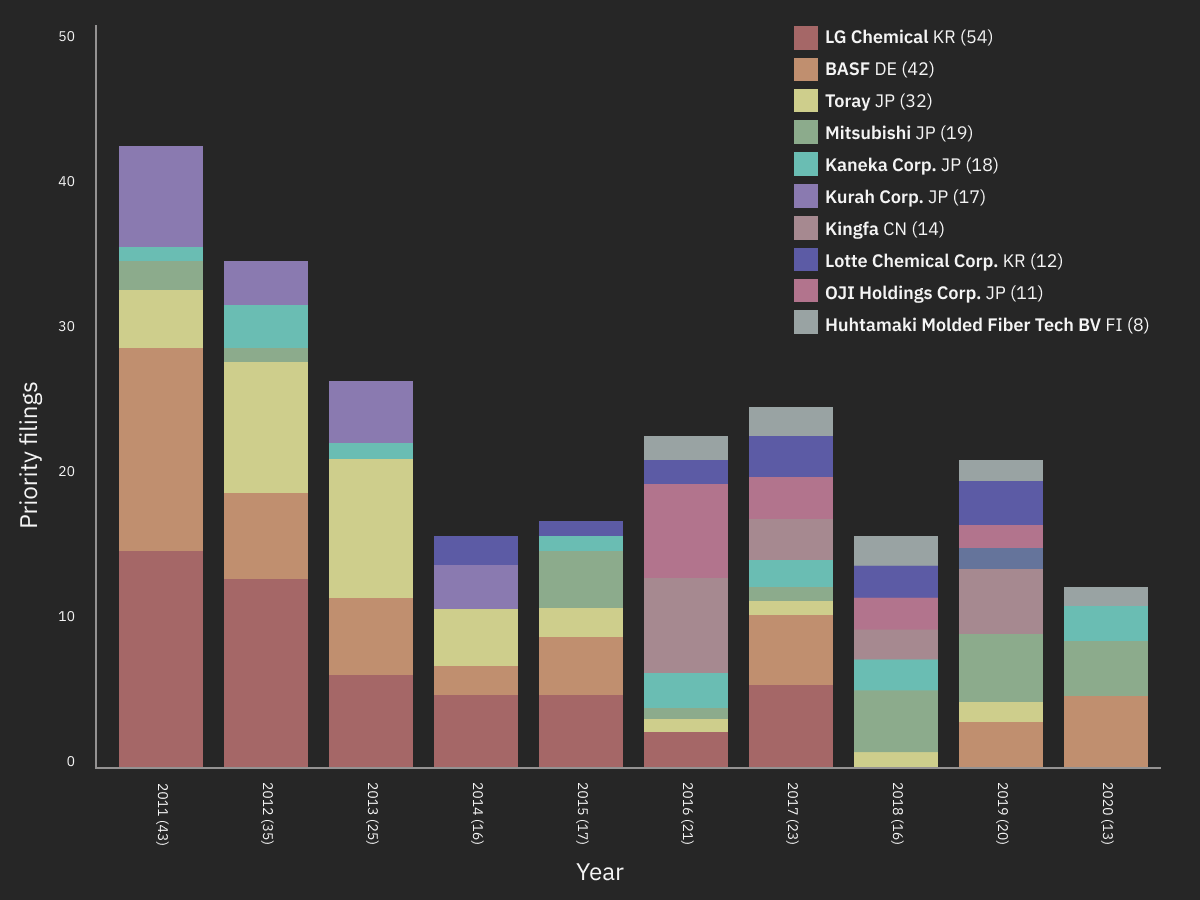 50
40
30
20
10
0
Priority filings
LG Chemical KR (54)
BASF DE (42)
Toray JP (32)
Mitsubishi JP (19)
Kaneka Corp. JP (18)
Kurah Corp. JP (17)
Kingfa CN (14)
Lotte Chemical Corp. KR (12)
OJI Holdings Corp. JP (11)
Huhtamaki Molded Fiber Tech BV FI (8)
2011 (43)
2012 (35)
2013 (25)
2014 (16)
2015 (17)
2016 (21)
2017 (23)
2018 (16)
2019 (20)
2020 (13)
Year